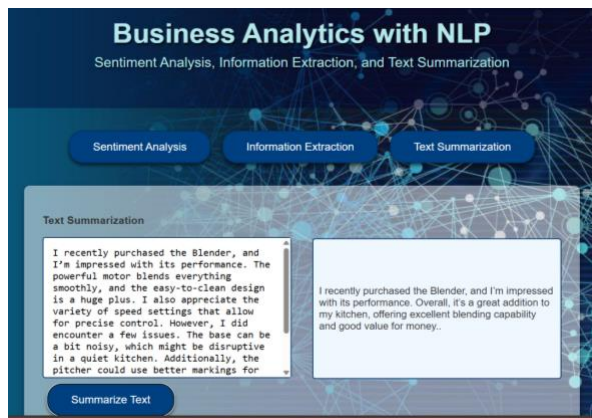 Business Analytics with NLP
Sentiment Analysis, Information Extraction, and Text Summarization
Sentiment Analysis
Information Extraction
Text Summarization
Text Summarization
I recently purchased the Blender, and
I'm impressed with its performance. The
powerful motor blends everything
smoothly, and the easy-to-clean design
is a huge plus. I also appreciate the
variety of speed settings that allow
for precise control. However, I did
encounter a few issues. The base can be
a bit noisy, which might be disruptive
in a quiet kitchen. Additionally, the
pitcher could use better markings for
I recently purchased the Blender, and I'm impressed
with its performance. Overall, it's a great addition to
my kitchen, offering excellent blending capability
and good value for money..
Summarize Text